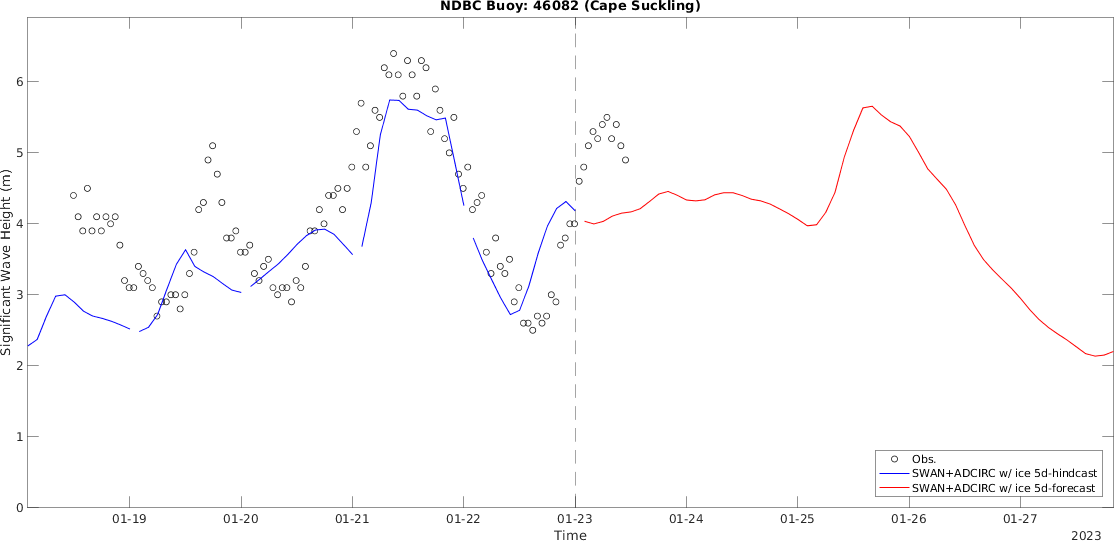 NDBC Buoy: 46082 (Cape Suckling)
Significant Wave Height (m)
6
5
4
3
2
1
0
01-19 01-20 01-21 01-22 01-23 01-24 01-25 01-26 01-27
Time
2023
Obs.
SWAN+ADCIRC w/ ice 5d-hindcast
SWAN+ADCIRC w/ ice 5d-forecast